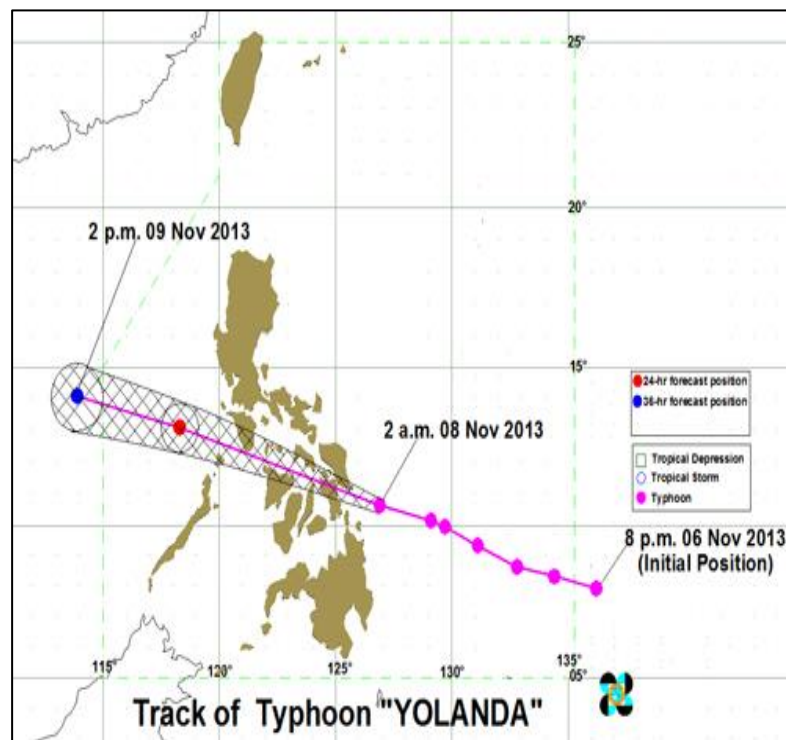 25°
20°
2 p.m. 09 Nov 2013
15°
24-hr forecast position
36-hr forecast position
2 a.m. 08 Nov 2013
Tropical Depression
Tropical Storm
Typhoon
8 p.m. 06 Nov 2013
(Initial Position)
115° 120° 125° 130° 135°
05°
Track of Typhoon "YOLANDA"